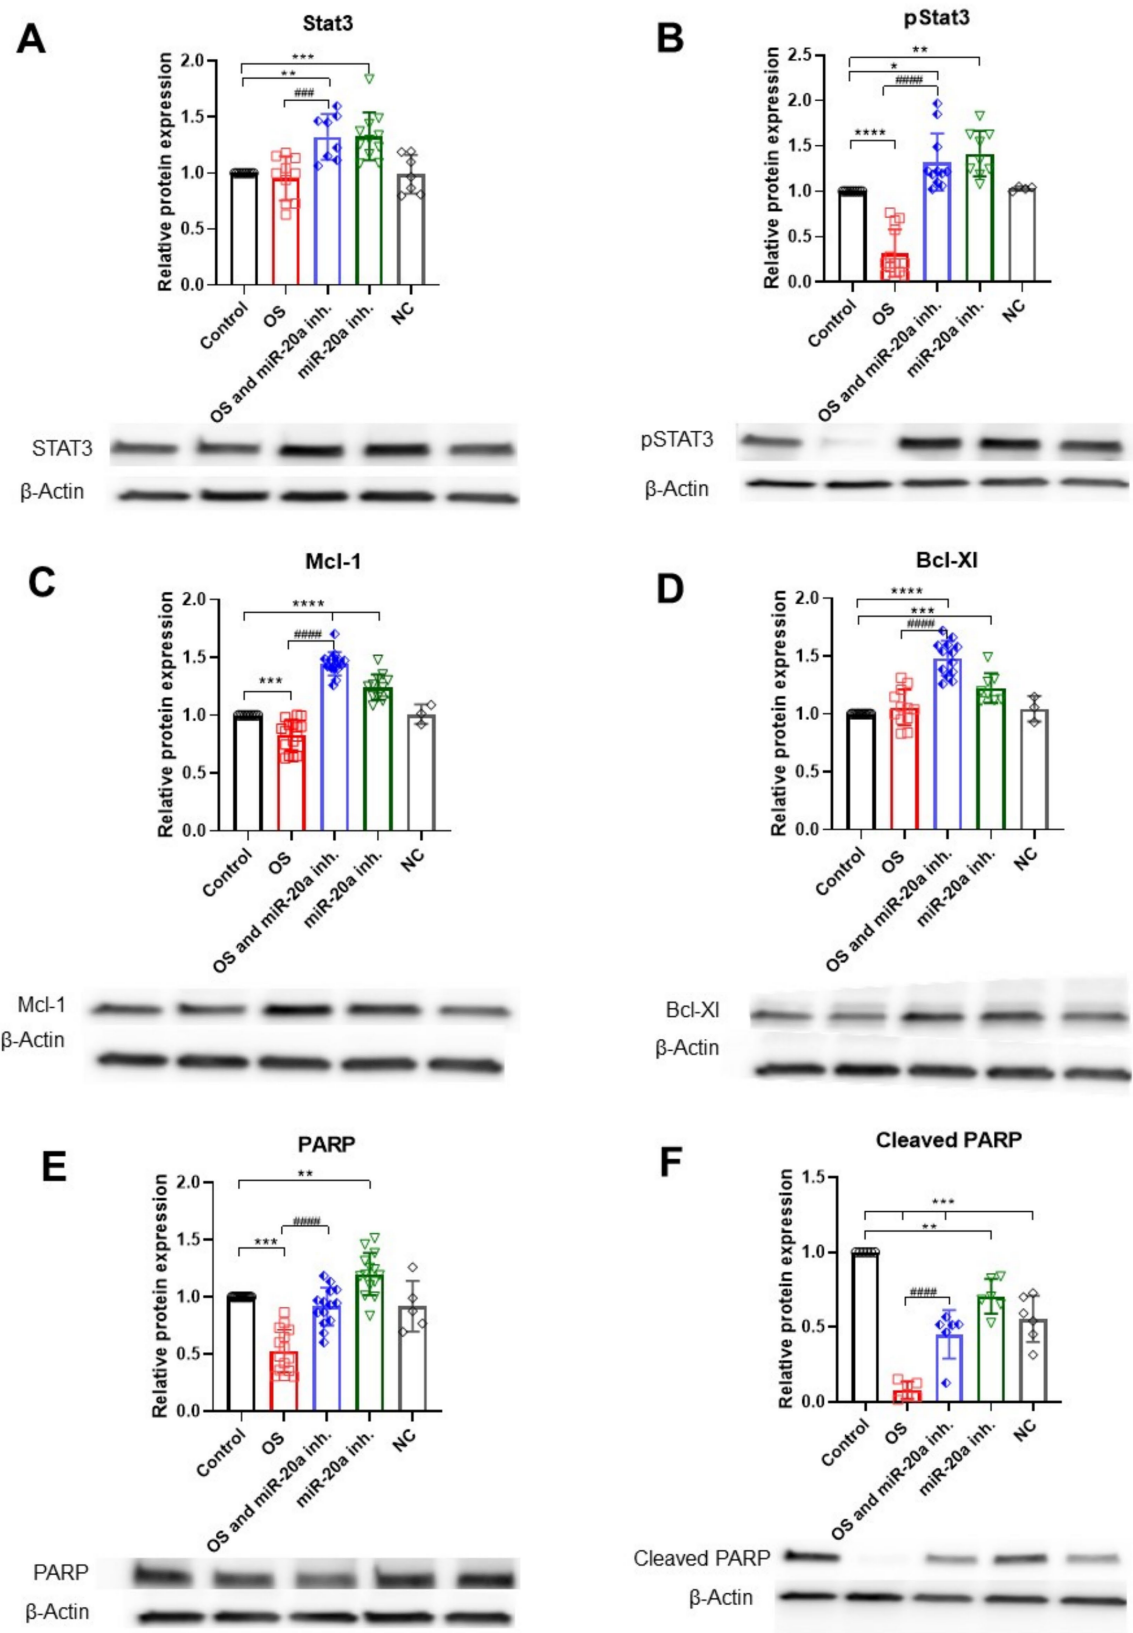 A
Stat3
Relative protein expression
2.0
1.5
1.0
0.5
0.0
***
**
###
Control
OS
OS and miR-20a inh.
miR-20a inh.
NC
STAT3
β-Actin
B
pStat3
Relative protein expression
2.5
2.0
1.5
1.0
0.5
0.0
**
*
####
****
Control
OS
OS and miR-20a inh.
miR-20a inh.
NC
pSTAT3
β-Actin
C
Mcl-1
Relative protein expression
2.0
1.5
1.0
0.5
0.0
****
####
***
Control
OS
OS and miR-20a inh.
miR-20a inh.
NC
Mcl-1
β-Actin
D
Bcl-Xl
Relative protein expression
2.0
1.5
1.0
0.5
0.0
****
***
####
Control
OS
OS and miR-20a inh.
miR-20a inh.
NC
Bcl-Xl
β-Actin
E
PARP
Relative protein expression
2.0
1.5
1.0
0.5
0.0
**
####
***
Control
OS
OS and miR-20a inh.
miR-20a inh.
NC
PARP
β-Actin
F
Cleaved PARP
Relative protein expression
1.5
1.0
0.5
0.0
***
**
####
Control
OS
OS and miR-20a inh.
miR-20a inh.
NC
Cleaved PARP
β-Actin